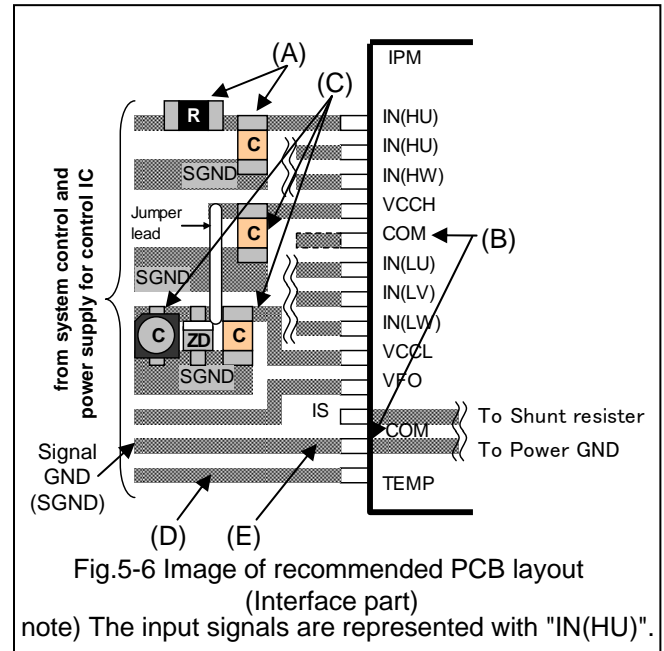 (A)
IPM
(C)
R
IN(HU)
C
IN(HU)
SGND
IN(HW)
VCCH
Jumper
lead
C
COM
(B)
IN(LU)
SGND
IN(LV)
IN(LW)
C
ZD
C
VCCL
SGND
VFO
IS
To Shunt resister
COM
To Power GND
Signal
GND
(SGND)
TEMP
(D)
(E)
from system control and
power supply for control IC
Fig.5-6 Image of recommended PCB layout
(Interface part)
note) The input signals are represented with "IN(HU)".